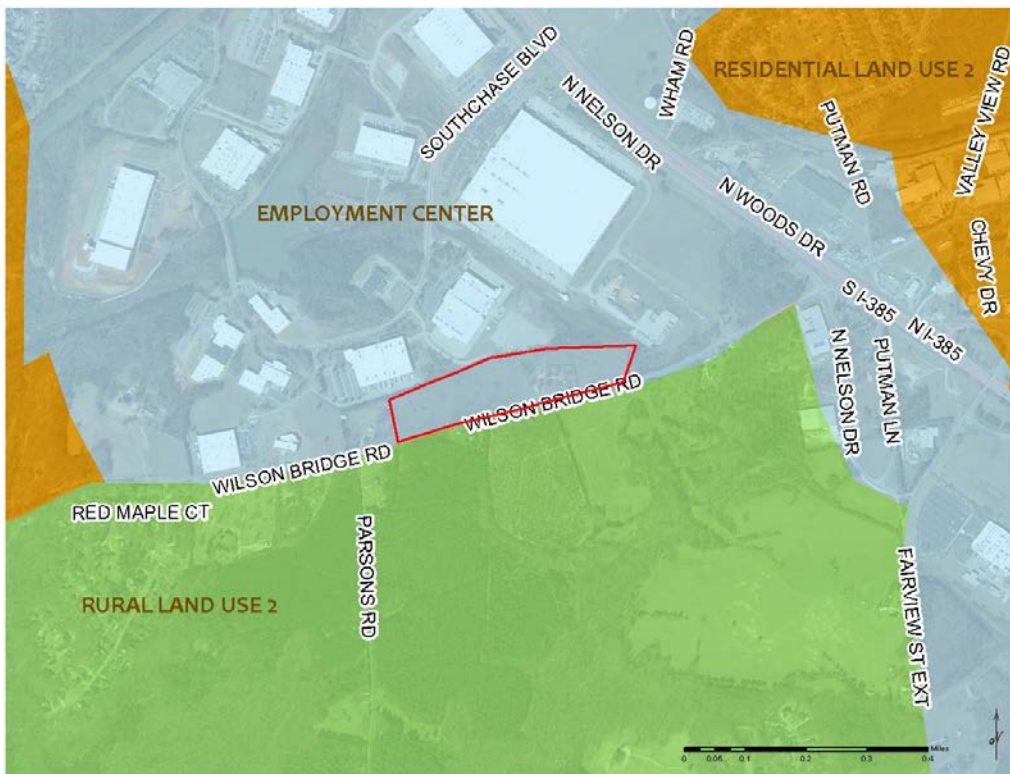 SOUTHCHASE BLVD
N NELSON DR
WHAM RD
RESIDENTIAL LAND USE 2
PUTMAN RD
VALLEY VIEW RD
EMPLOYMENT CENTER
N WOODS DR
CHEVY DR
S I-385
N I-385
N NELSON DR
PUTMAN LN
WILSON BRIDGE RD
WILSON BRIDGE RD
RED MAPLE CT
PARSONS RD
RURAL LAND USE 2
FAIRVIEW ST EXT
Miles
0 0.05 0.1 0.2 0.3 0.4